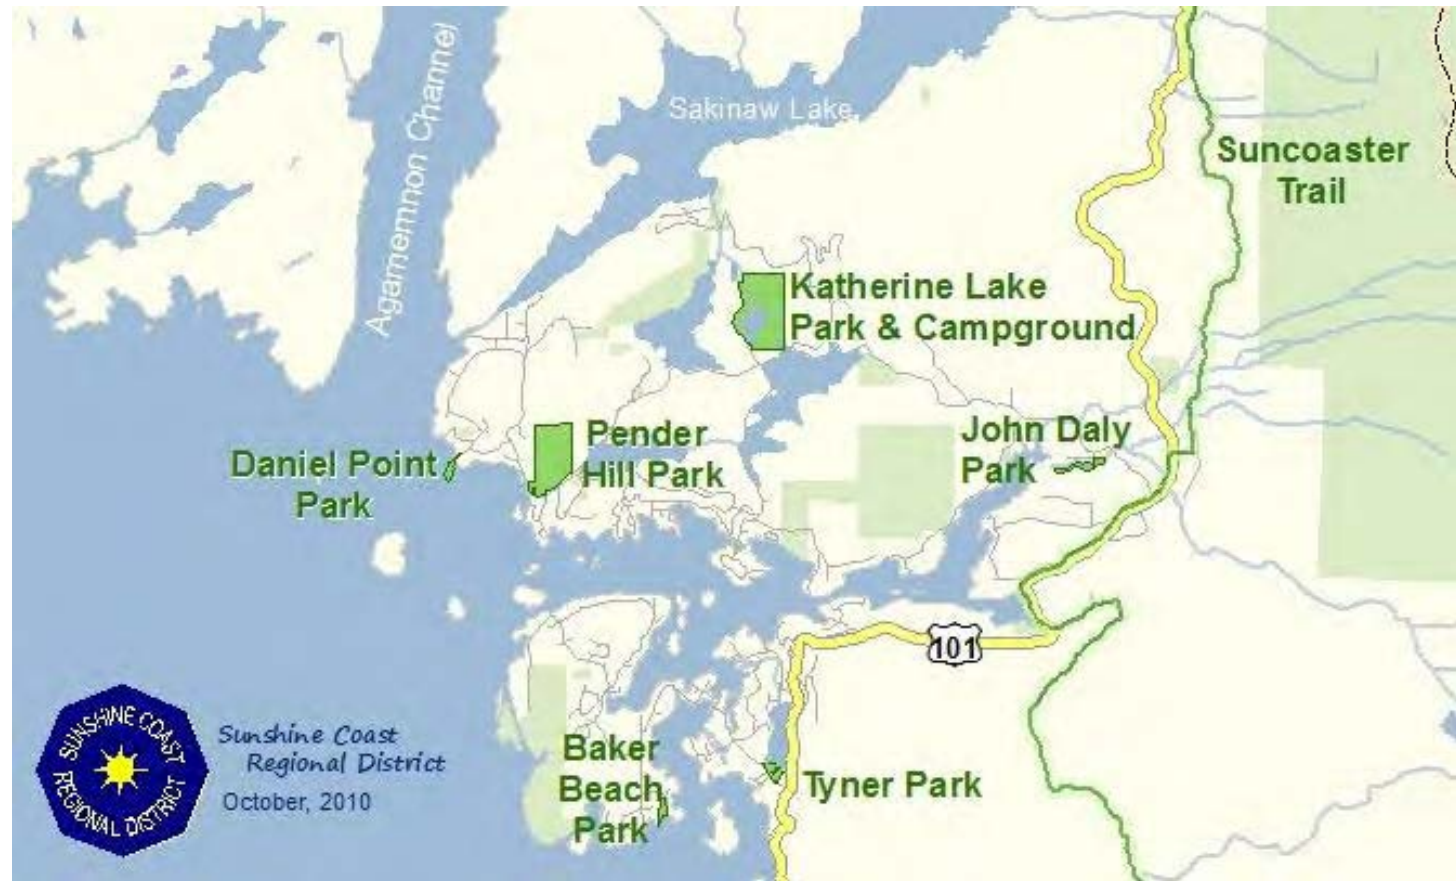 Agamemnon Channel
Sakinaw Lake
Suncoaster
Trail
Katherine Lake
Park & Campground
Pender
Hill Park
John Daly
Park
Daniel Point
Park
101
Baker
Beach
Park
Tyner Park
SUNSHINE COAST
REGIONAL DISTRICT
Sunshine Coast
Regional District
October, 2010